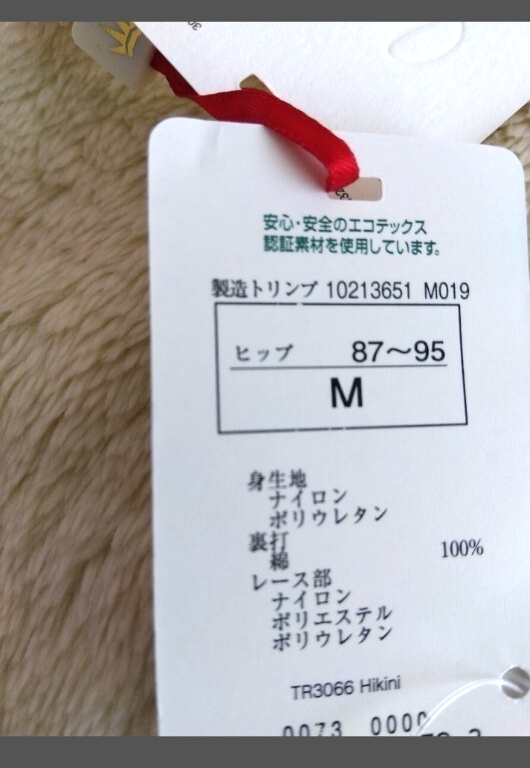 安心・安全のエコテックス
認証素材を使用しています。
製造トリンプ 10213651 M019
ヒップ 87～95
M
身生地
ナイロン
ポリウレタン
裏打
綿 100%
レース部
ナイロン
ポリエステル
ポリウレタン
TR3066 Hikini
0073